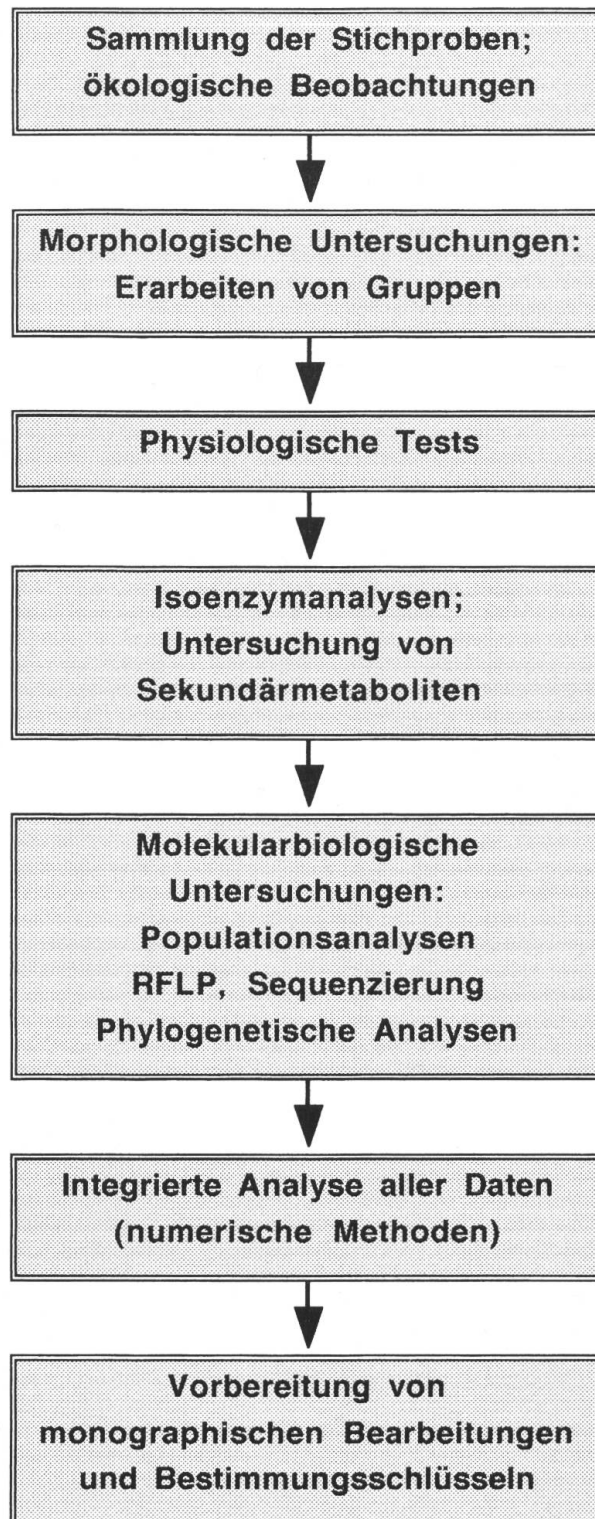 Sammlung der Stichproben;
ökologische Beobachtungen
Morphologische Untersuchungen:
Erarbeiten von Gruppen
Physiologische Tests
Isoenzymanalysen;
Untersuchung von
Sekundärmetaboliten
Molekularbiologische
Untersuchungen:
Populationsanalysen
RFLP, Sequenzierung
Phylogenetische Analysen
Integrierte Analyse aller Daten
(numerische Methoden)
Vorbereitung von
monographischen Bearbeitungen
und Bestimmungsschlüsseln